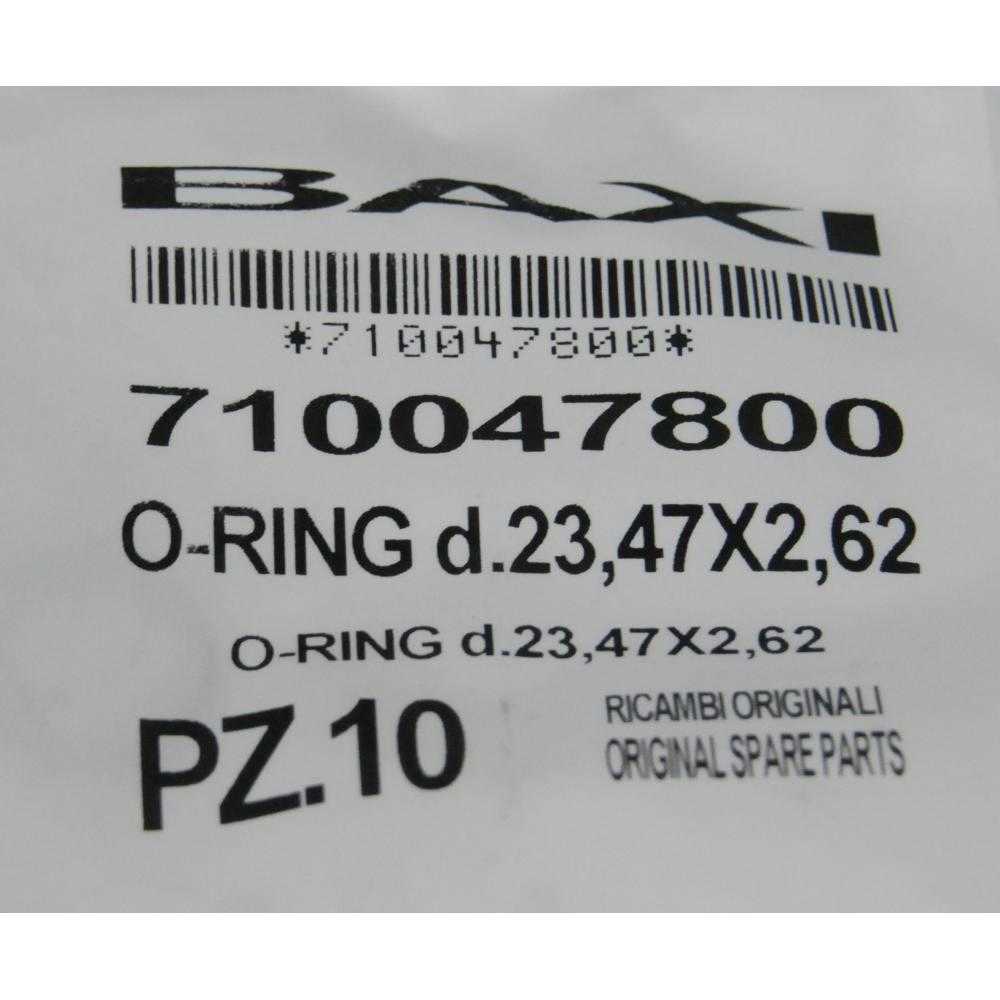 BAXI
*710047800*
710047800
O-RING d.23,47X2,62
O-RING d.23,47X2,62
PZ.10
RICAMBI ORIGINALI
ORIGINAL SPARE PARTS